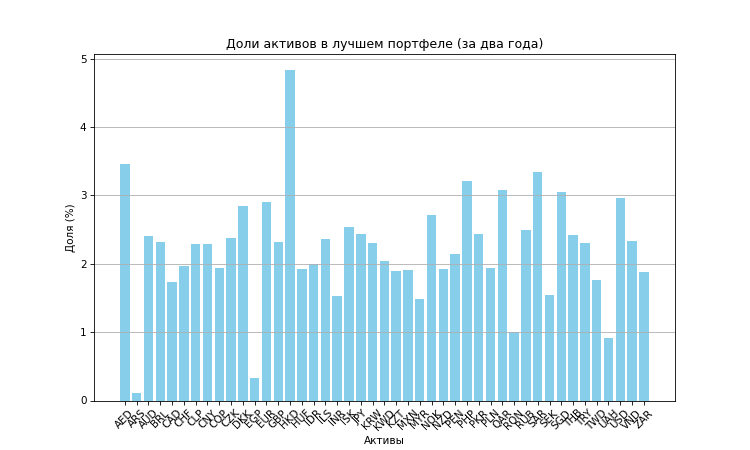 Доли активов в лучшем портфеле (за два года)
5
4
3
2
1
0
Доля (%)
AED ARS AUD BRL CAD CHF CLP CNY COP CZK DKK EGP EUR GBP HKD HUF IDR ILS INR ISK JPY KRW KWD KZT MXN MYR NOK NZD PEN PHP PKR PLN QAR RON RUB SAR SEK SGD THB TRY TWD UAH USD VND ZAR
Активы